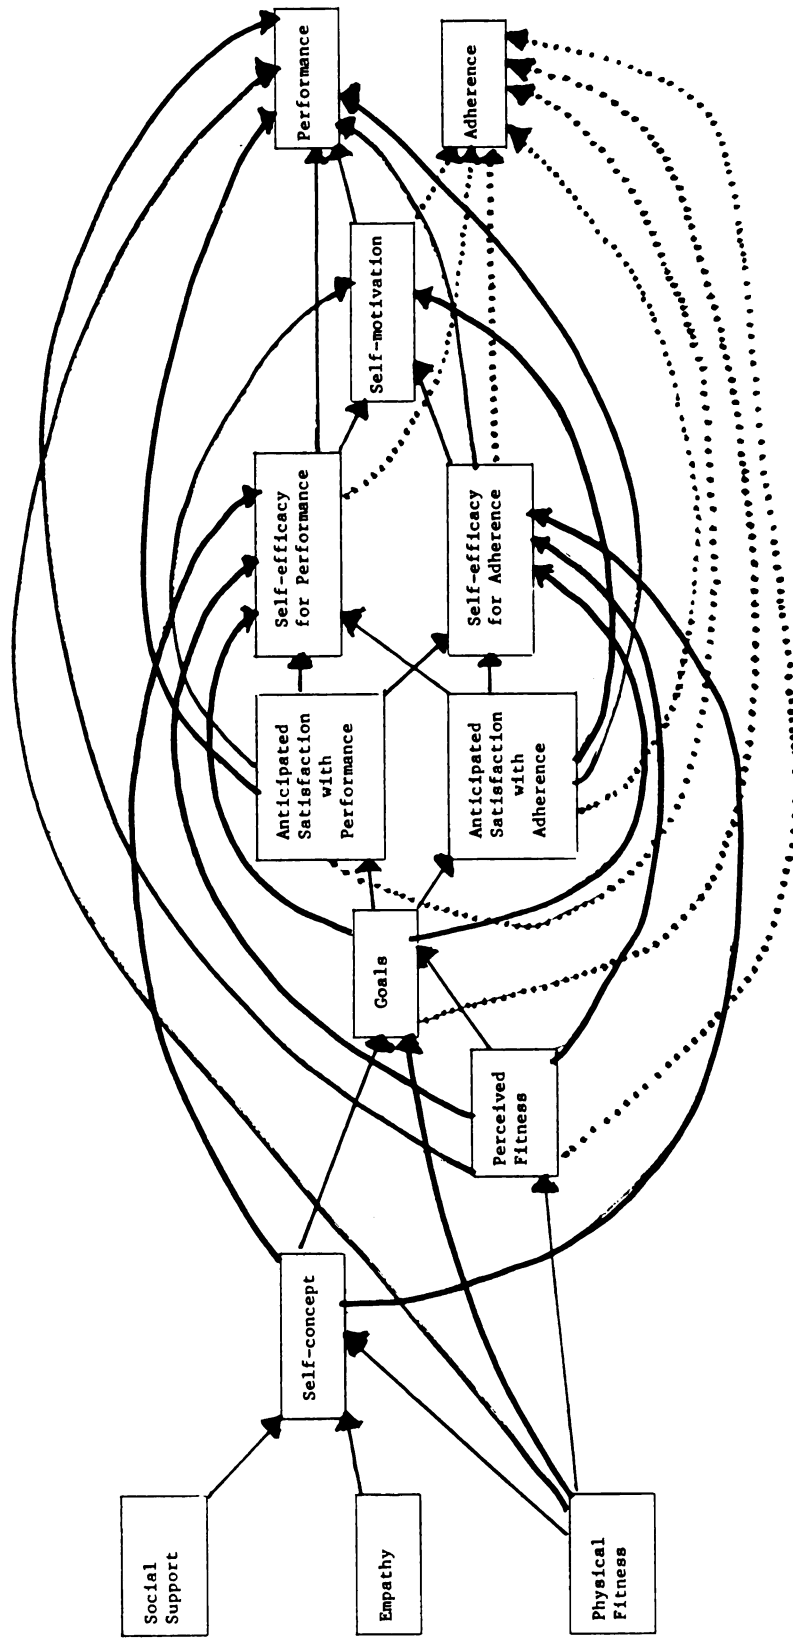 Social
Support
Empathy
Physical
Fitness
Self-concept
Perceived
Fitness
Goals
Anticipated
Satisfaction
with
Performance
Anticipated
Satisfaction
with
Adherence
Self-efficacy
for Performance
Self-efficacy
for Adherence
Self-motivation
Performance
Adherence